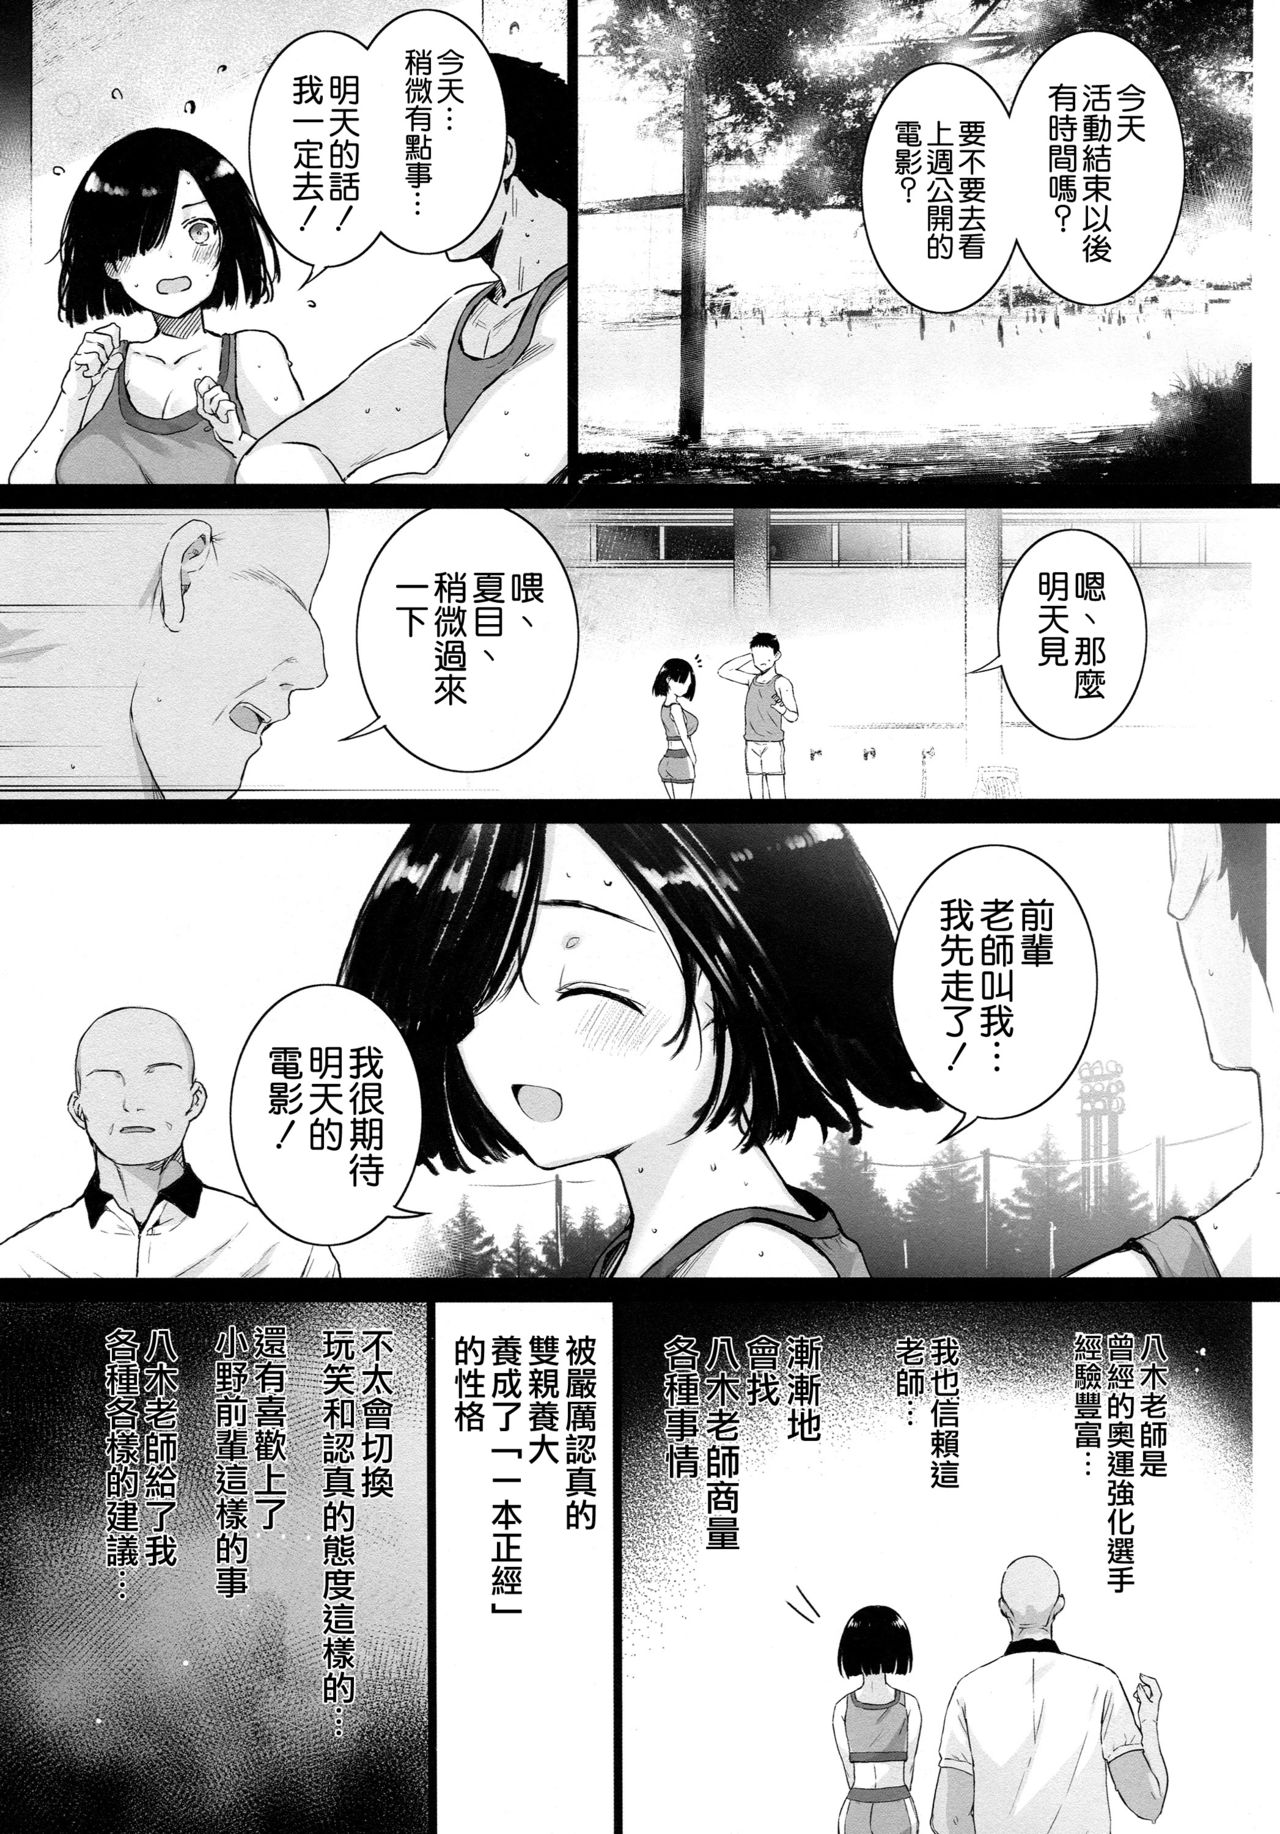 今天
活動結束以後
有時間嗎？
要不要去看
上週公開的
電影？
今天…
稍微有點事…
明天的話！
我一定去！
嗯、那麼
明天見
喂、
夏目、
稍微過來
一下
前輩
老師叫我…
我先走了！
我很期待
明天的
電影！
八木老師是
曾經的奧運強化選手
經驗豐富…
我也信賴這
老師…
漸漸地
會找
八木老師商量
各種事情
被嚴厲認真的
雙親養大
養成了「一本正經」
的性格
不太會切換
玩笑和認真的態度這樣的…
還有喜歡上了
小野前輩這樣的事
八木老師給了我
各種各樣的建議…